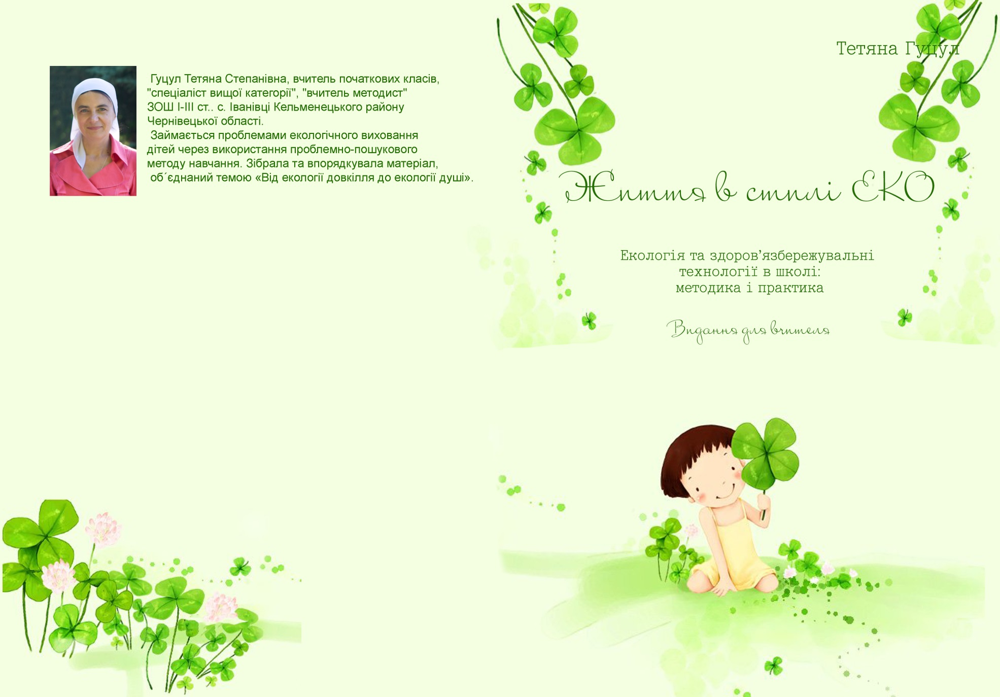 Гуцул Тетяна Степанівна, вчитель початкових класів,
"спеціаліст вищої категорії", "вчитель методист"
ЗОШ І-ІІІ ст.. с. Іванівці Кельменецького району
Чернівецької області.
Займається проблемами екологічного виховання
дітей через використання проблемно-пошукового
методу навчання. Зібрала та впорядкувала матеріал,
об´єднаний темою «Від екології довкілля до екології душі».
Тетяна Гуцул
Життя в стилі ЕКО
Екологія та здоров’язбережувальні
технології в школі:
методика і практика
Видання для вчителя